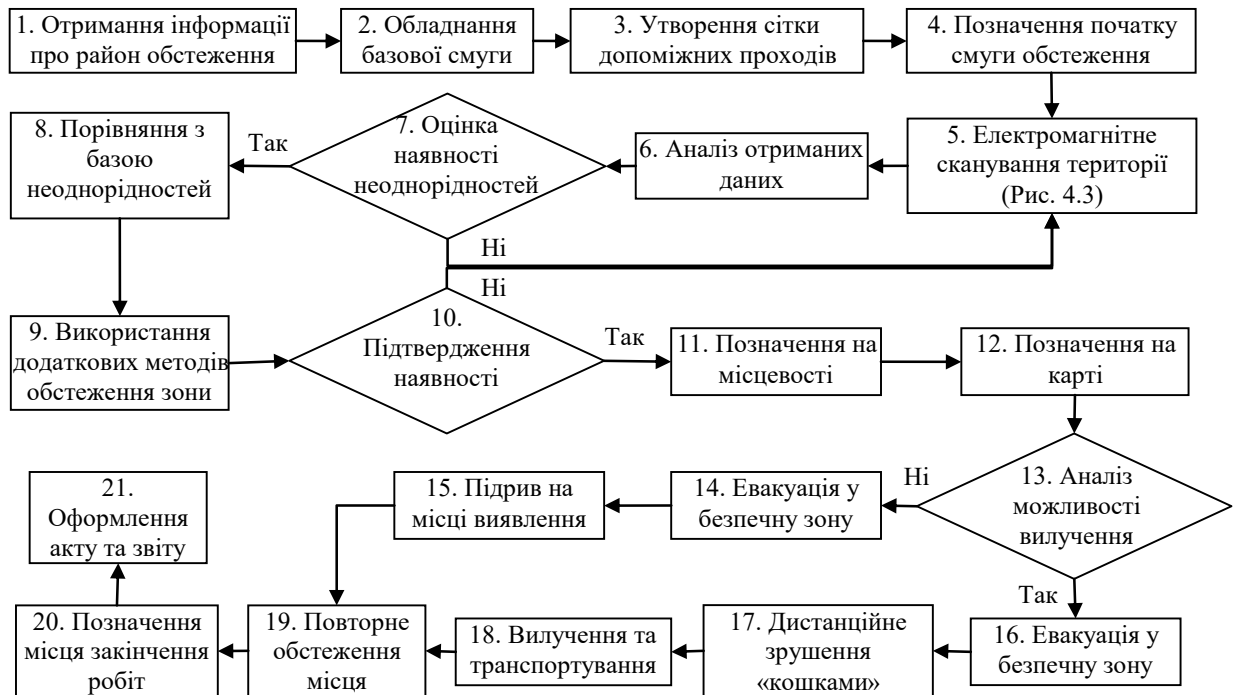 1. Отримання інформації
про район обстеження
2. Обладнання
базової смуги
3. Утворення сітки
допоміжних проходів
4. Позначення початку
смуги обстеження
5. Електромагнітне
сканування території
(Рис. 4.3)
6. Аналіз отриманих
даних
7. Оцінка
наявності
неоднорідностей
Так
Ні
8. Порівняння з
базою
неоднорідностей
9. Використання
додаткових методів
обстеження зони
Ні
10.
Підтвердження
наявності
Так
11. Позначення на
місцевості
12. Позначення на
карті
13. Аналіз
можливості
вилучення
Ні
14. Евакуація у
безпечну зону
15. Підрив на
місці виявлення
Так
16. Евакуація у
безпечну зону
17. Дистанційне
зрушення
«кошками»
18. Вилучення та
транспортування
19. Повторне
обстеження
місця
20. Позначення
місця закінчення
робіт
21.
Оформлення
акту та звіту